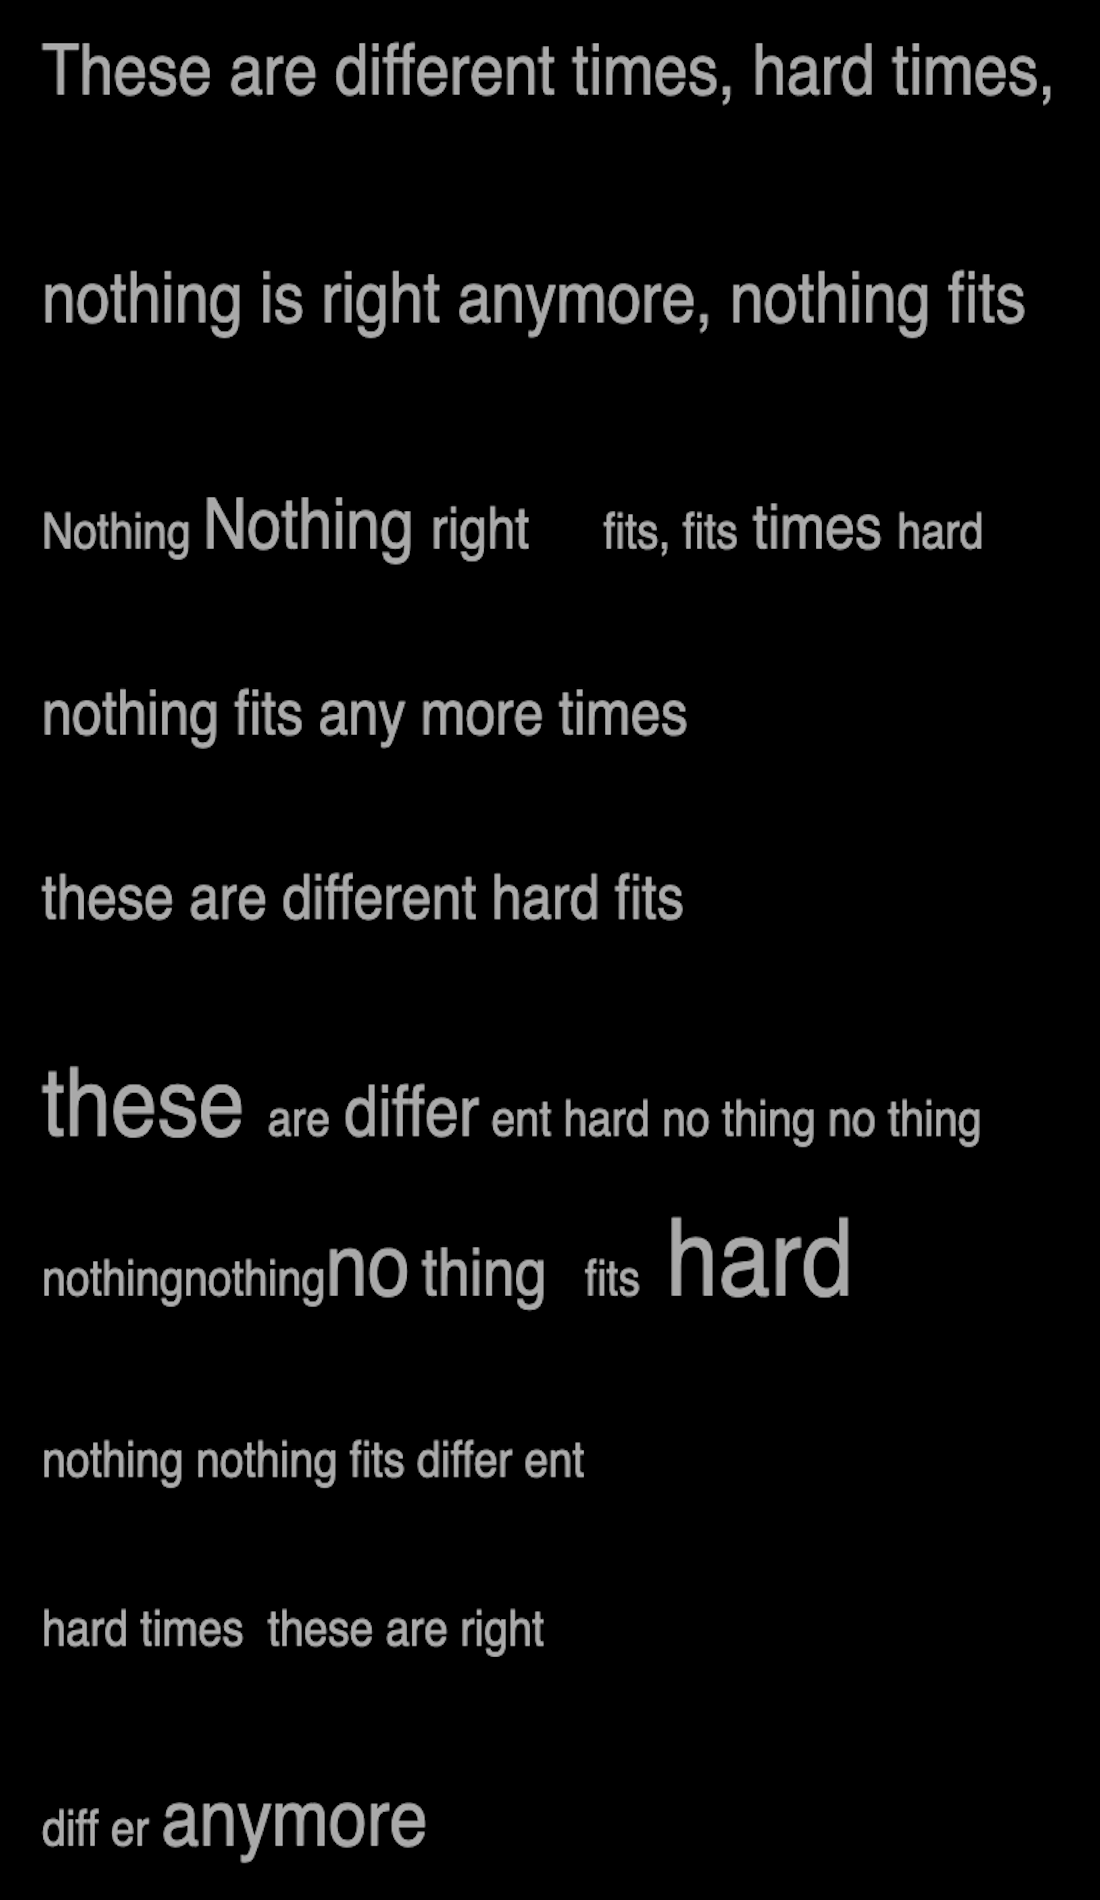 These are different times, hard times,
nothing is right anymore, nothing fits
Nothing Nothing right fits, fits times hard
nothing fits any more times
these are different hard fits
these are differ ent hard no thing no thing
nothingnothingno thing fits hard
nothing nothing fits differ ent
hard times these are right
diff er anymore